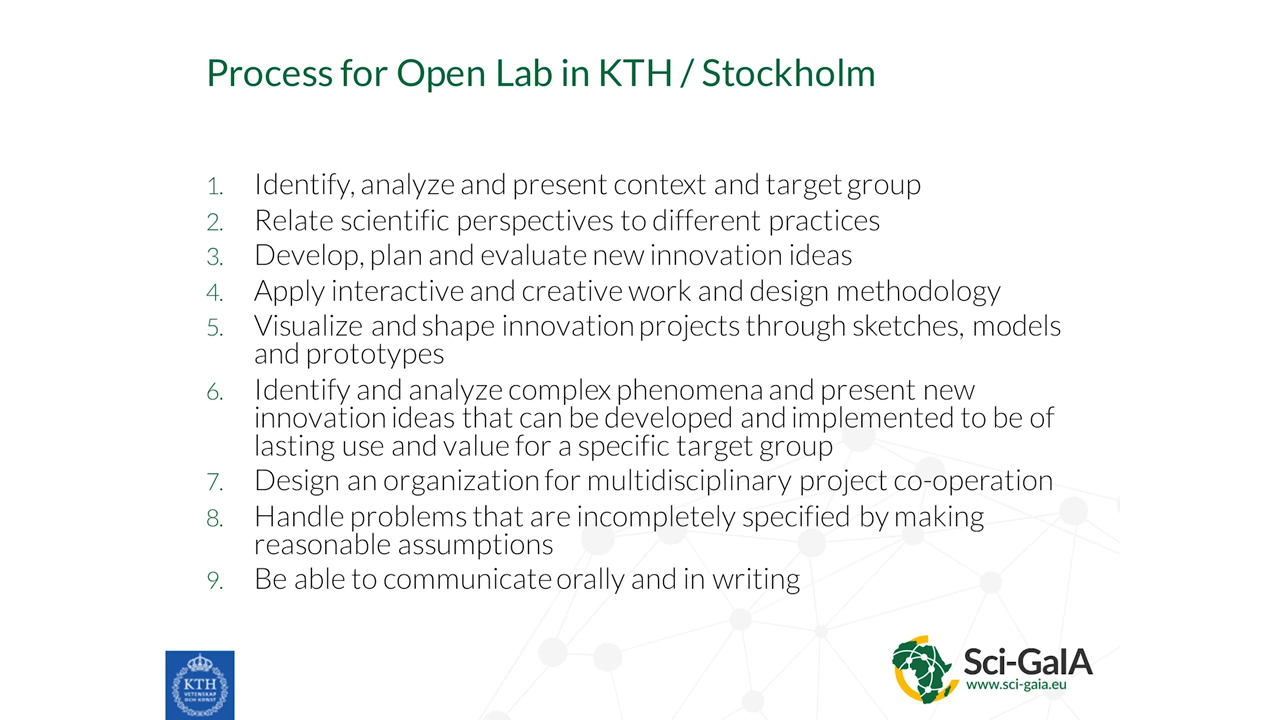 Process for Open Lab in KTH / Stockholm
1. Identify, analyze and present context and target group
2. Relate scientific perspectives to different practices
3. Develop, plan and evaluate new innovation ideas
4. Apply interactive and creative work and design methodology
5. Visualize and shape innovation projects through sketches, models
and prototypes
6. Identify and analyze complex phenomena and present new
innovation ideas that can be developed and implemented to be of
lasting use and value for a specific target group
7. Design an organization for multidisciplinary project co-operation
8. Handle problems that are incompletely specified by making
reasonable assumptions
9. Be able to communicate orally and in writing
KTH
VETENSKAP
OCH KONST
Sci-GaIA
www.sci-gaia.eu